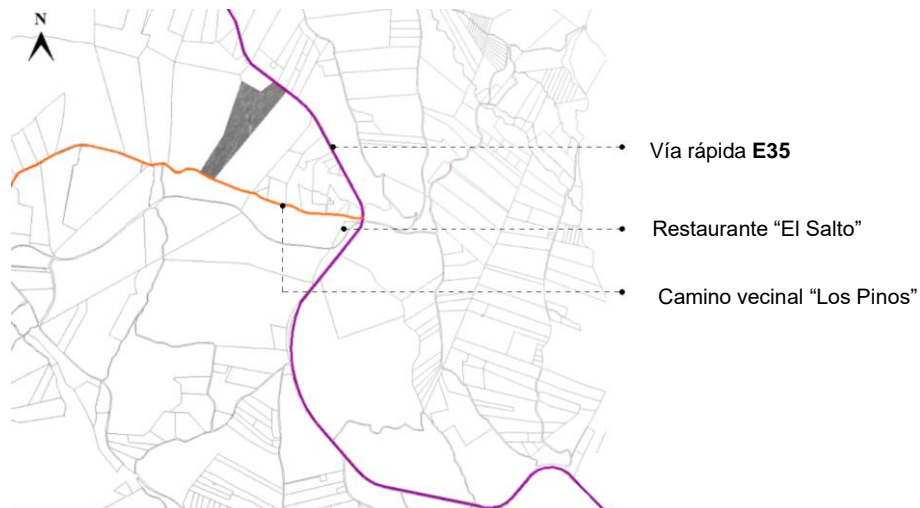 N
Vía rápida E35
Restaurante “El Salto”
Camino vecinal “Los Pinos”